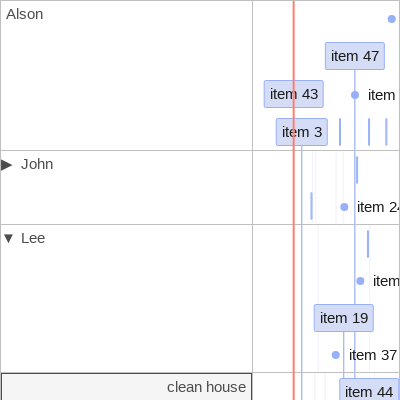 Alson
item 47
item 43
item
item 3
John
item 24
Lee
item
item 19
item 37
clean house
item 44